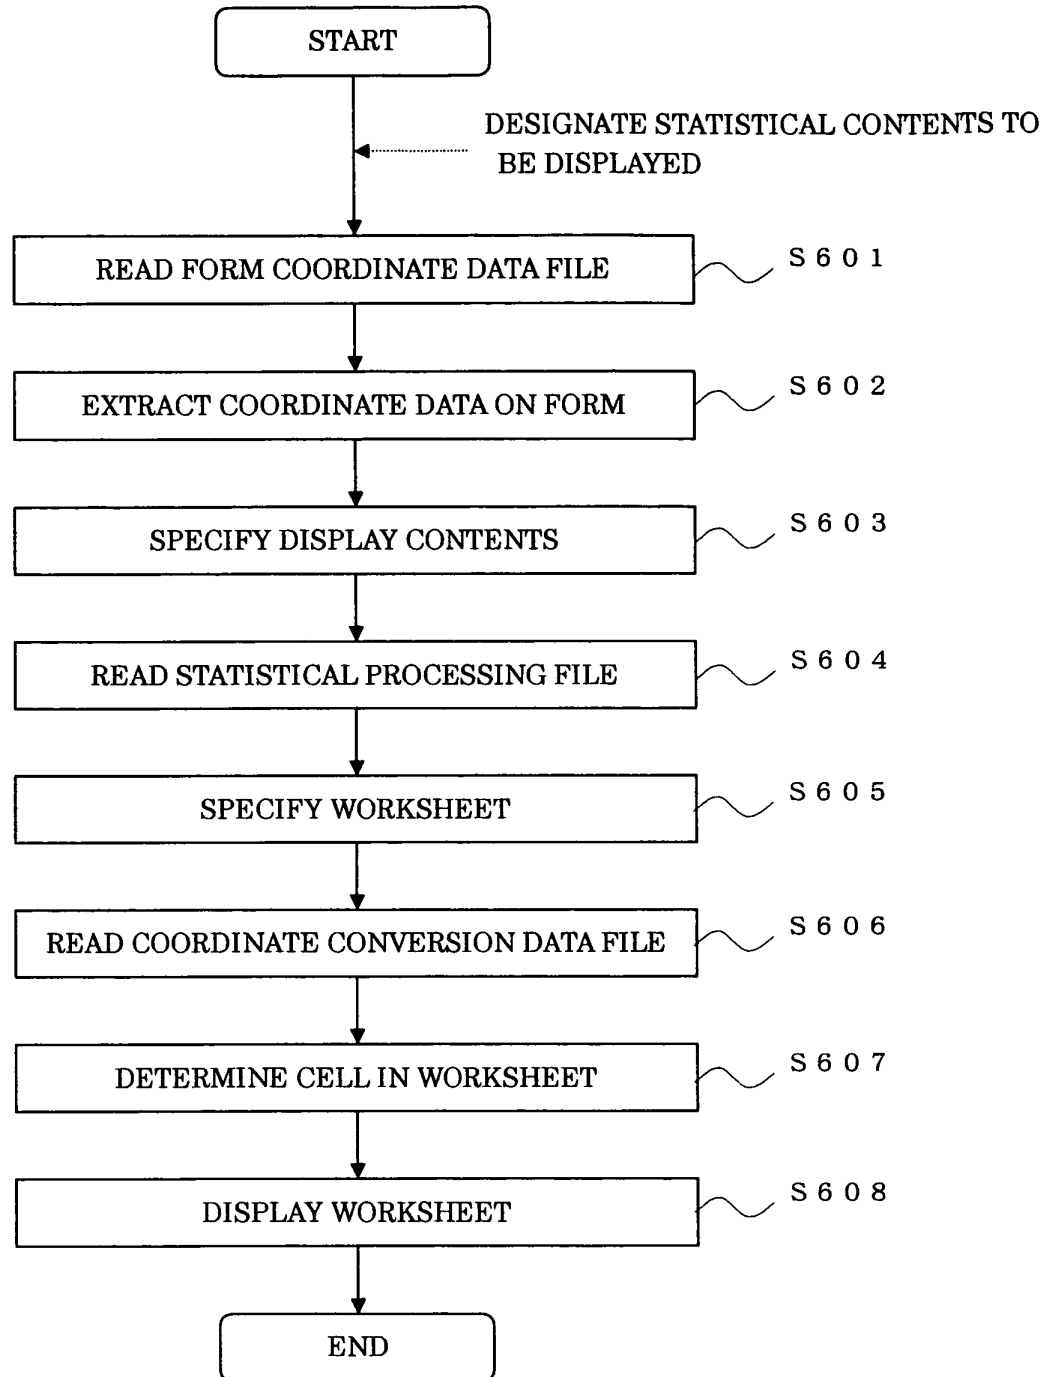 START
DESIGNATE STATISTICAL CONTENTS TO
BE DISPLAYED
READ FORM COORDINATE DATA FILE
S601
EXTRACT COORDINATE DATA ON FORM
S602
SPECIFY DISPLAY CONTENTS
S603
READ STATISTICAL PROCESSING FILE
S604
SPECIFY WORKSHEET
S605
READ COORDINATE CONVERSION DATA FILE
S606
DETERMINE CELL IN WORKSHEET
S607
DISPLAY WORKSHEET
S608
END